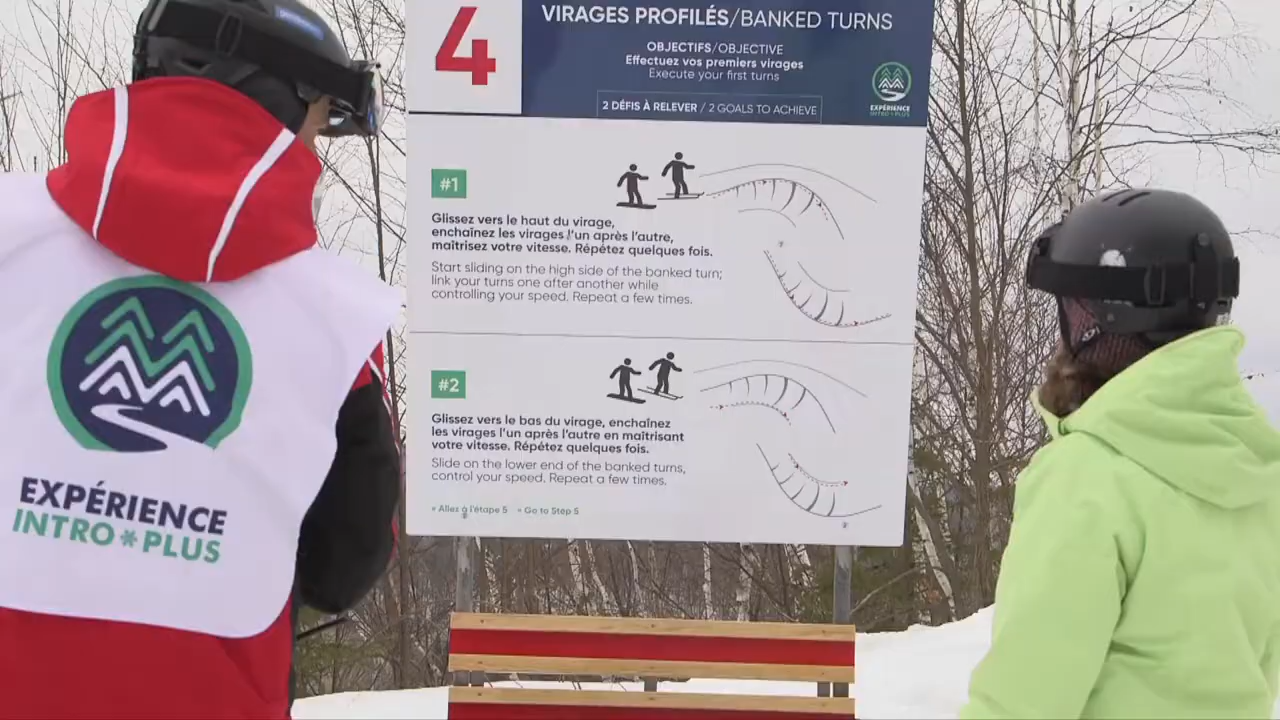 4
VIRAGES PROFILÉS/BANKED TURNS
OBJECTIFS/OBJECTIVE
Effectuez vos premiers virages
Execute your first turns
2 DÉFIS À RELEVER / 2 GOALS TO ACHIEVE
EXPÉRIENCE
INTRO*PLUS
#1
Glissez vers le haut du virage,
enchaînez les virages l'un après l'autre,
maîtrisez votre vitesse. Répétez quelques fois.
Start sliding on the high side of the banked turn;
link your turns one after another while
controlling your speed. Repeat a few times.
#2
Glissez vers le bas du virage, enchaînez
les virages l'un après l'autre en maîtrisant
votre vitesse. Répétez quelques fois.
Slide on the lower end of the banked turns,
control your speed. Repeat a few times.
» Allez à l'étape 5 » Go to Step 5
EXPÉRIENCE
INTRO*PLUS